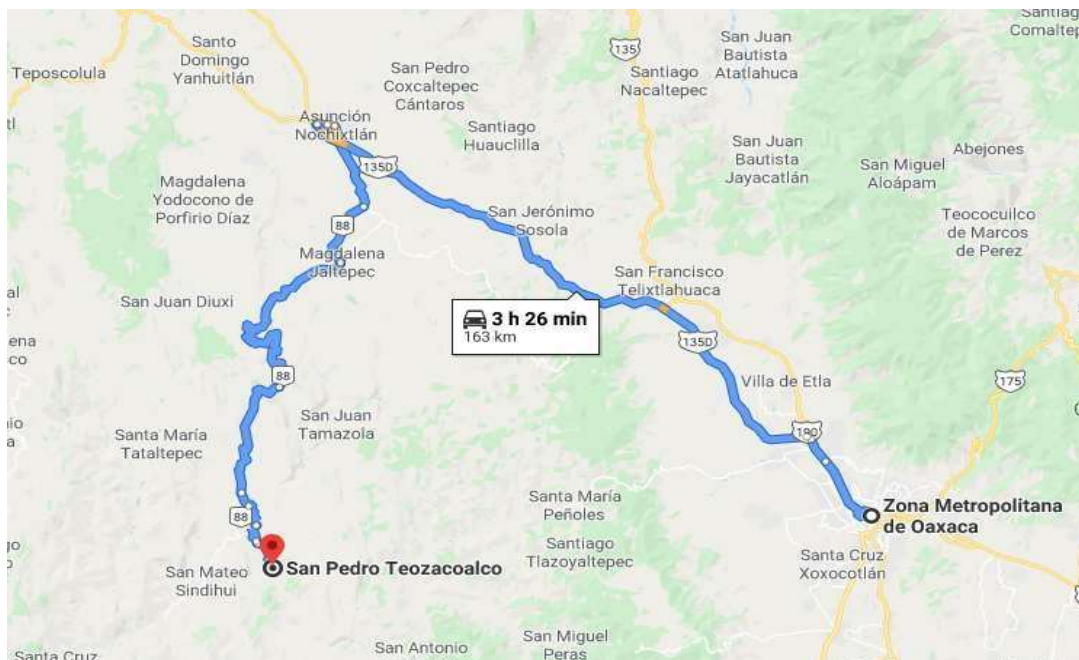 Santiago
Comaltep
Santo
Domingo
Yanhuitlán
Teposcolula
San Pedro
Coxcaltepec
Cántaros
135
San Juan
Bautista
Atatlahuca
Santiago
Nacaltepec
Asunción
Nochixtlán
Santiago
Huauclilla
135D
San Juan
Bautista
Jayacatlán
Abejones
San Miguel
Aloápam
Magdalena
Yodocono de
Porfirio Díaz
88
San Jerónimo
Sosola
Teococuilco
de Marcos
de Perez
Magdalena
Jaltepec
San Francisco
Telixtlahuaca
San Juan Diuxi
3 h 26 min
163 km
135D
88
Villa de Etla
175
San Juan
Tamazola
Santa María
Tataltepec
190
88
Santa María
Peñoles
Zona Metropolitana
de Oaxaca
Santiago
Tlazoyaltepec
Santa Cruz
Xoxocotlán
San Pedro Teozacoalco
San Mateo
Sindihui
San Antonio
San Miguel
Peras
Santa Cruz